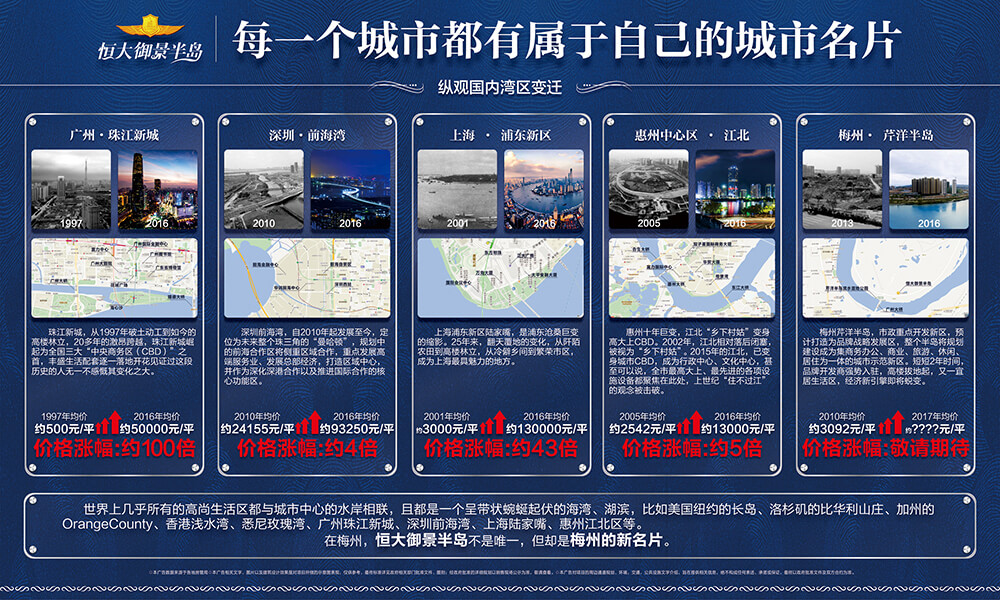 恒大御景半岛
每一个城市都有属于自己的城市名片
纵观国内湾区变迁
广州·珠江新城
1997
2016
珠江新城，从1997年破土动工到如今的
高楼林立，20多年的激昂跨越，珠江新城崛
起为全国三大“中央商务区（CBD）”之
首，丰盛生活配套逐一落地开花见证过这段
历史的人无一不感慨其变化之大。
1997年均价
2016年均价
约500元/平
约50000元/平
价格涨幅:约100倍
深圳·前海湾
2010
2016
深圳前海湾，自2010年起发展至今，定
位为未来整个珠三角的“曼哈顿”，规划中
的前海合作区将侧重区域合作，重点发展高
端服务业、发展总部经济，打造区域中心，
并作为深化深港合作以及推进国际合作的核
心功能区。
2010年均价
2016年均价
约24155元/平
约93250元/平
价格涨幅:约4倍
上海 · 浦东新区
2001
2016
上海浦东新区陆家嘴，是浦东沧桑巨变
的缩影。25年来，翻天覆地的变化，从阡陌
农田到高楼林立，从冷僻乡间到繁荣市区，
成为上海最具魅力的地方。
2001年均价
2016年均价
约3000元/平
约130000元/平
价格涨幅:约43倍
惠州中心区 · 江北
2005
2016
惠州十年巨变，江北“乡下村姑”变身
高大上CBD。2002年，江北相对落后闭塞，
被视为“乡下村姑”。2015年的江北，已变
身城市CBD，成为行政中心，文化中心，甚
至可以说，全市最高大上、最先进的各项设
施设备都聚焦在此处，上世纪“住不过江”
的观念被击破。
2005年均价
2016年均价
约2542元/平
约13000元/平
价格涨幅:约5倍
梅州· 芹洋半岛
2013
2016
梅州芹洋半岛，市政重点开发新区，预
计打造为品牌战略发展区，整个半岛将规划
建设成为集商务办公、商业、旅游、休闲、
居住为一体的城市示范新区，短短2年时间，
品牌开发商强势入驻，高楼拔地起，又一宜
居生活区、经济新引擎即将蜕变。
2010年均价
2017年均价
约3092元/平
约????元/平
价格涨幅:敬请期待
世界上几乎所有的高尚生活区都与城市中心的水岸相联，且都是一个呈带状蜿蜒起伏的海湾、湖滨，比如美国纽约的长岛、洛杉矶的比华利山庄、加州的
OrangeCounty、香港浅水湾、悉尼玫瑰湾、广州珠江新城、深圳前海湾、上海陆家嘴、惠州江北区等。
在梅州，恒大御景半岛不是唯一，但却是梅州的新名片。